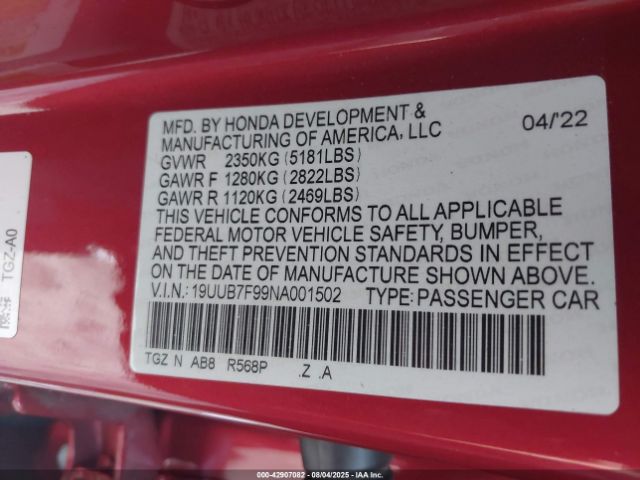 MFD. BY HONDA DEVELOPMENT &
MANUFACTURING OF AMERICA, LLC 04/'22
GVWR 2350KG (5181LBS)
GAWR F 1280KG (2822LBS)
GAWR R 1120KG (2469LBS)
THIS VEHICLE CONFORMS TO ALL APPLICABLE
FEDERAL MOTOR VEHICLE SAFETY, BUMPER,
AND THEFT PREVENTION STANDARDS IN EFFECT
ON THE DATE OF MANUFACTURE SHOWN ABOVE.
V.I.N.: 19UUB7F99NA001502 TYPE: PASSENGER CAR
TGZ N AB8 R568P .Z .A
TGZ-A0
000-42907082 - 08/04/2025 - IAAI.COM